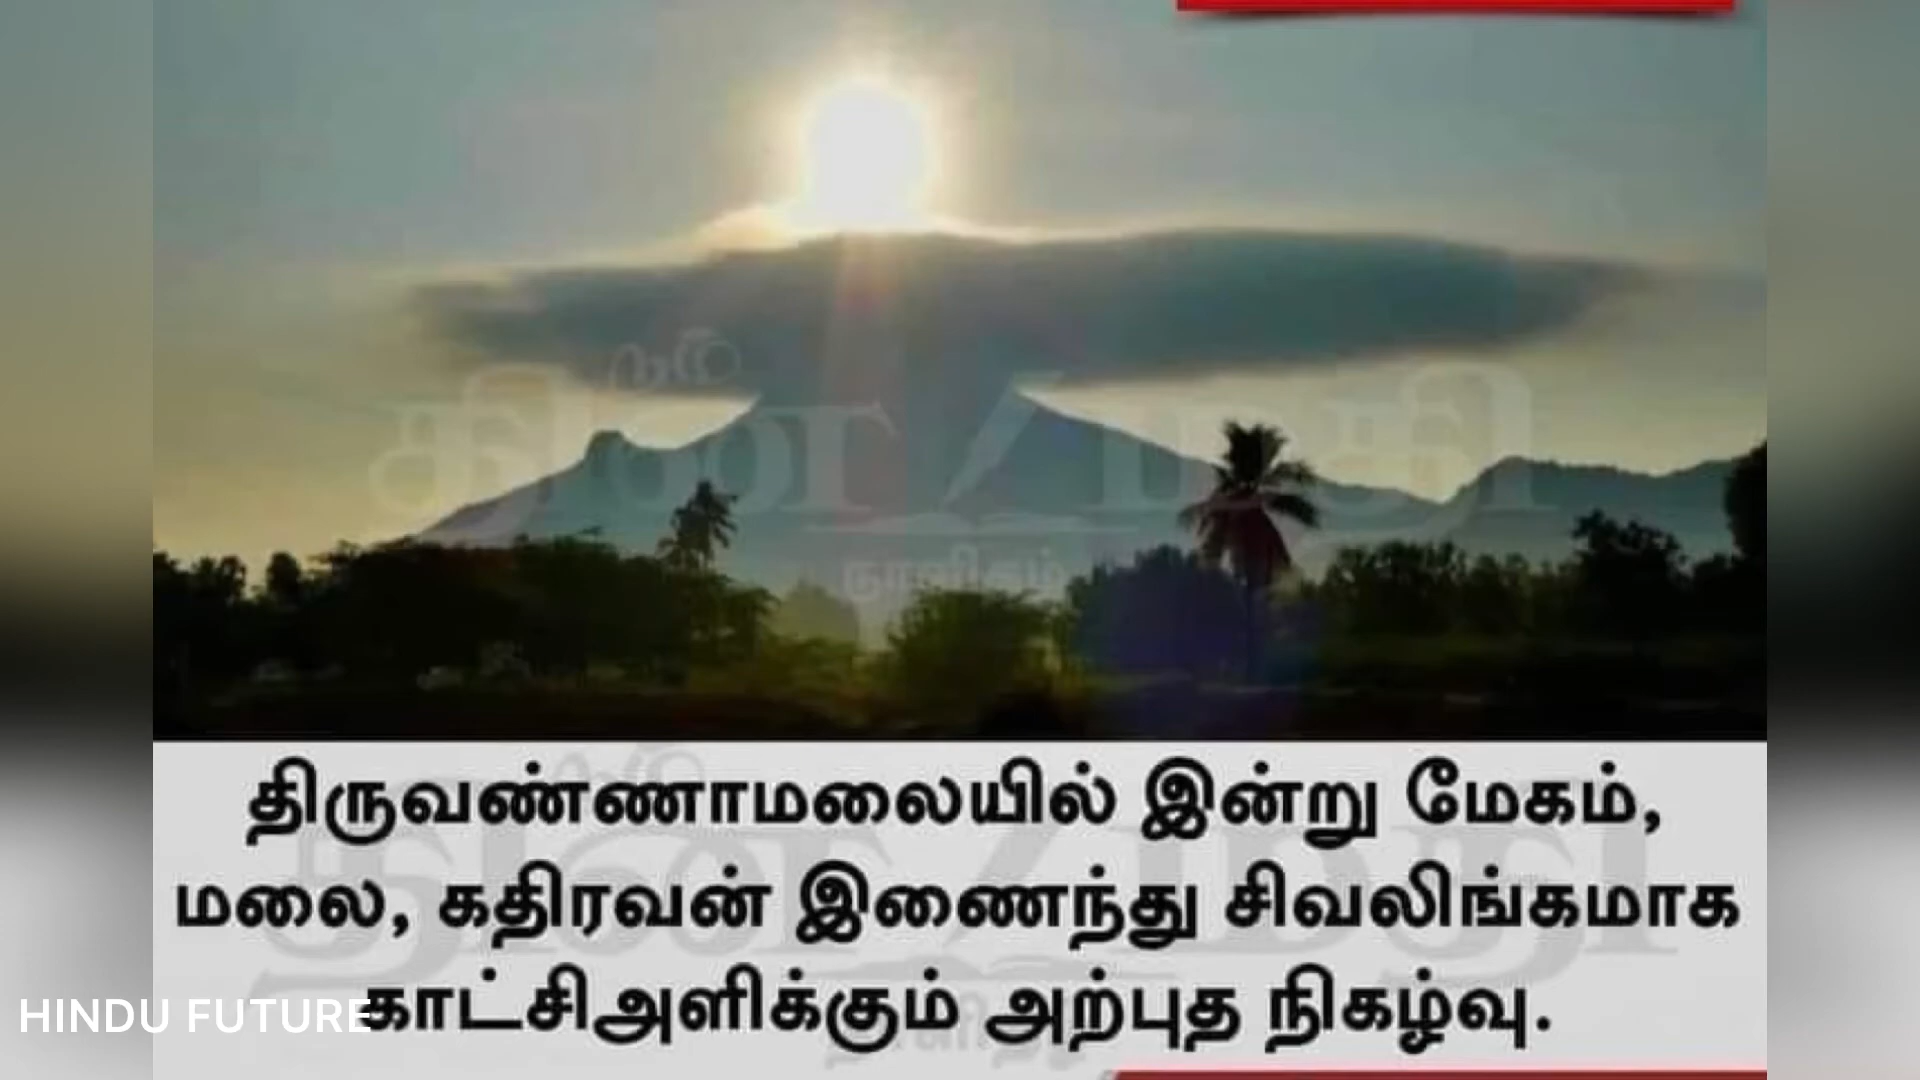 திருவண்ணாமலையில் இன்று மேகம்,
மலை, கதிரவன் இணைந்து சிவலிங்கமாக
காட்சிஅளிக்கும் அற்புத நிகழ்வு.
HINDU FUTURE